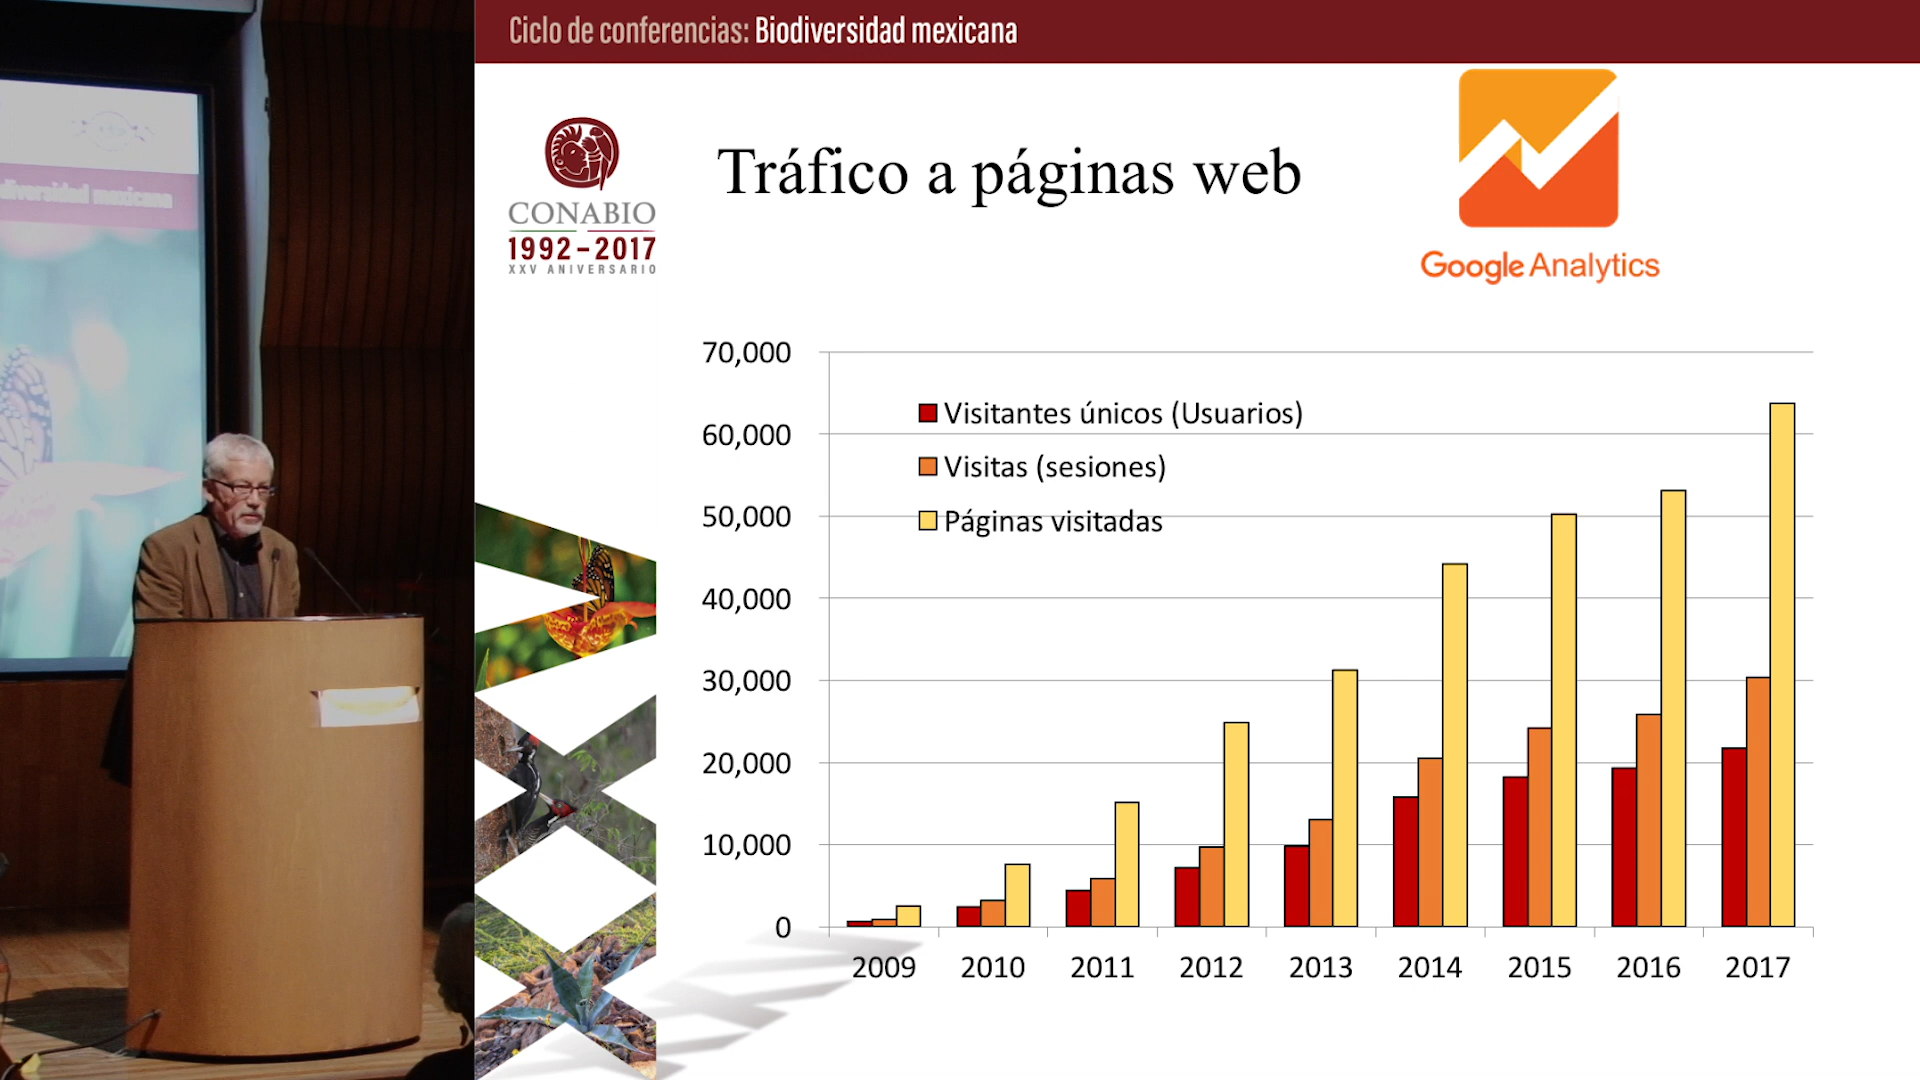 Ciclo de conferencias: Biodiversidad mexicana
diversidad mexicana
CONABIO
1992-2017
XXV ANIVERSARIO
Tráfico a páginas web
Google Analytics
70,000
60,000
50,000
40,000
30,000
20,000
10,000
0
Visitantes únicos (Usuarios)
Visitas (sesiones)
Páginas visitadas
2009 2010 2011 2012 2013 2014 2015 2016 2017